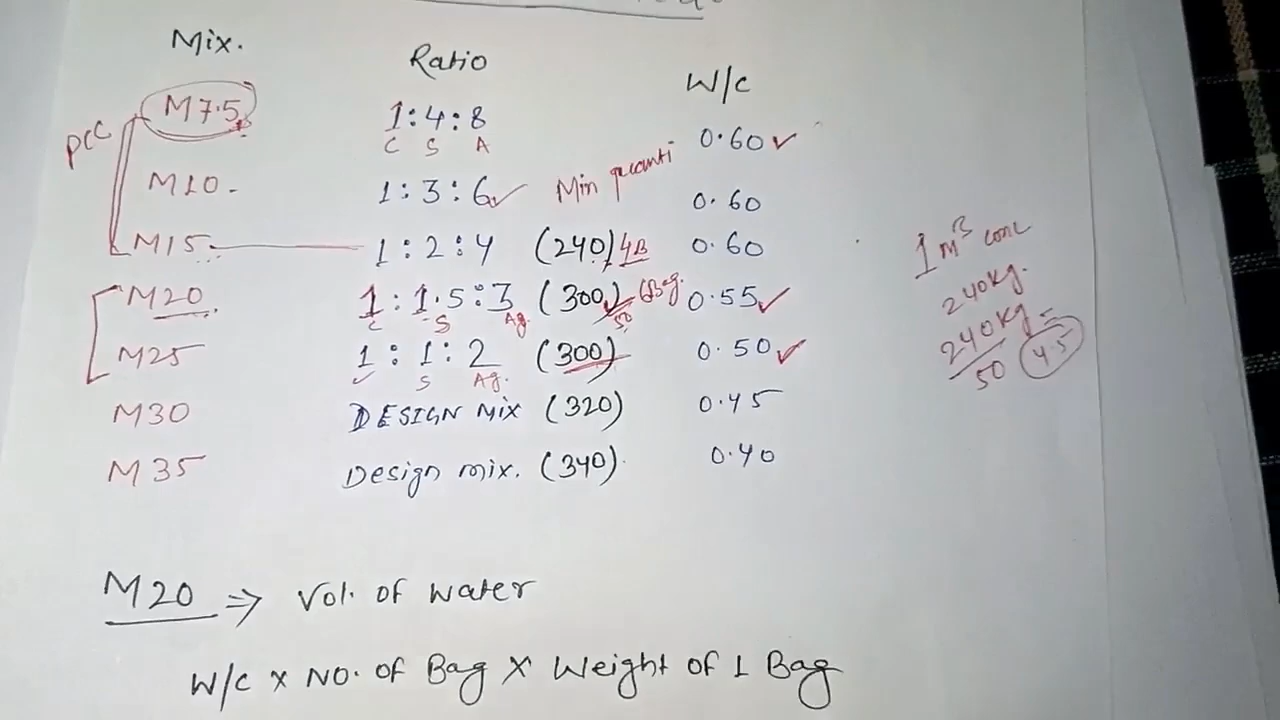 Mix. Ratio W/C
PCC M7.5 1:4:8 0.60 ✓
C S A
M10. 1:3:6 ✓ Min quanti 0.60
M15. 1:2:4 (240) 4B 0.60
M20 1:1.5:3 (300) 6Bag. 0.55 ✓
C S Ag. 50
M25 1:1:2 (300) 0.50 ✓
✓ S Ag.
M30 DESIGN MIX (320) 0.45
M35 Design mix. (340). 0.40
1 m³ conc
240kg.
240kg =
50 4.5
M20 ⇒ Vol. of water
W/C x No. of Bag x Weight of 1 Bag